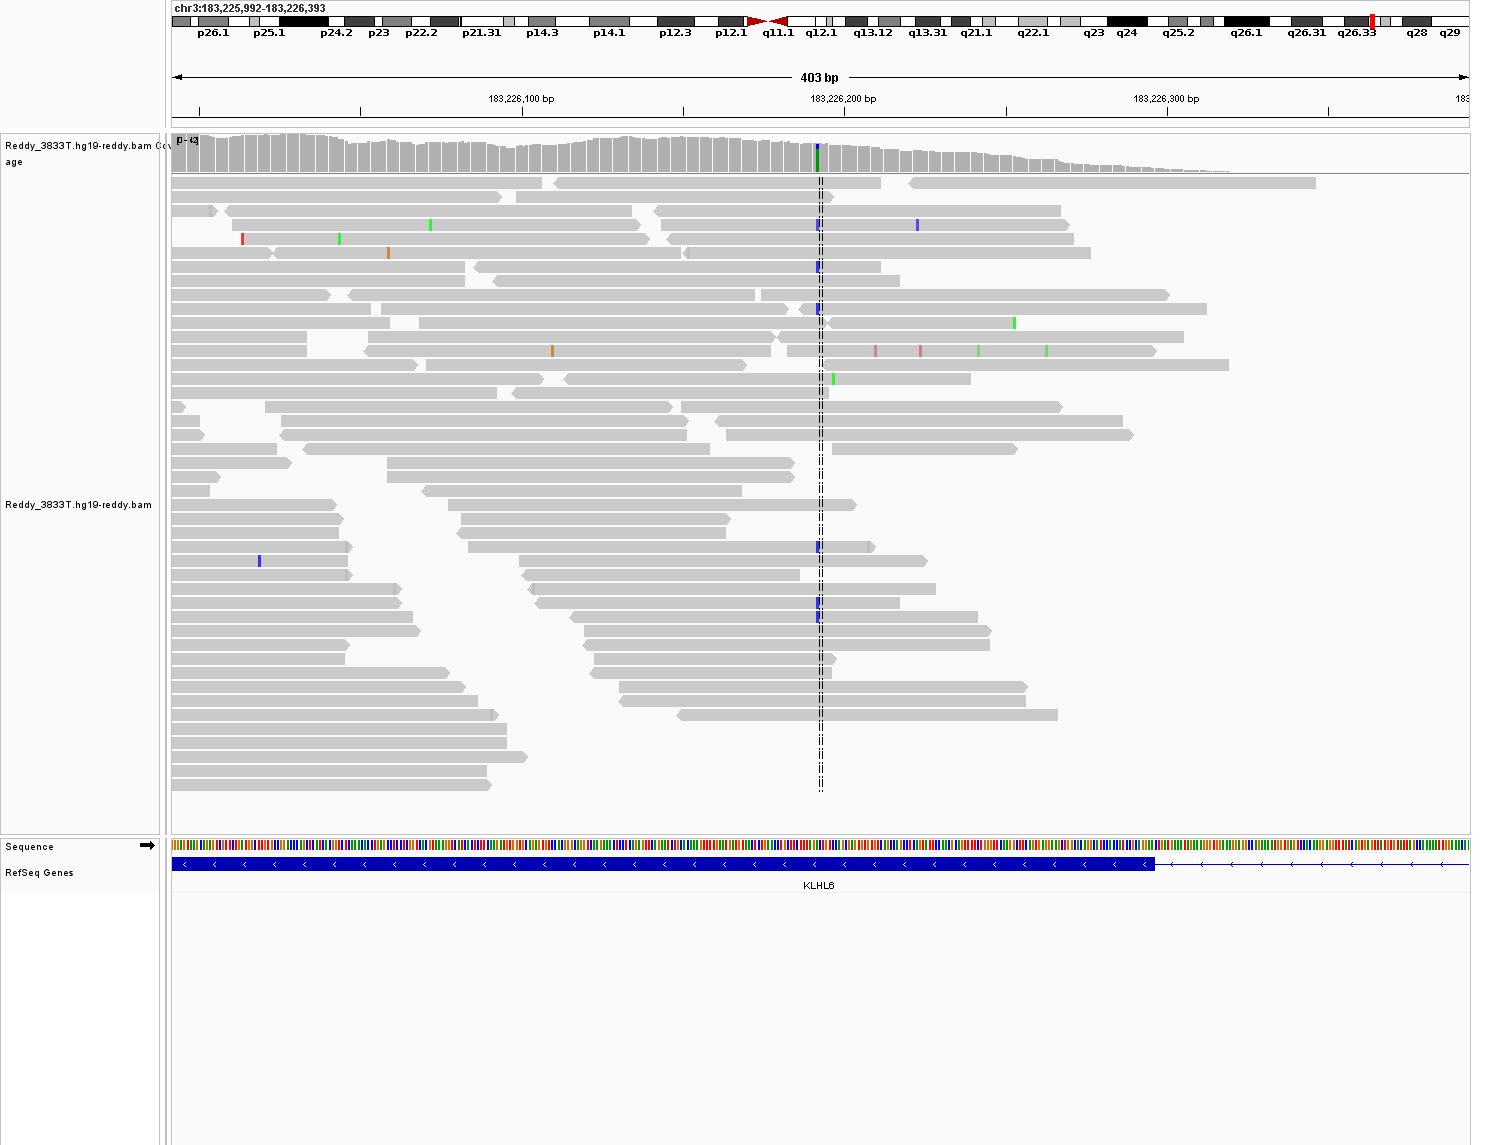 chr3:183,225,992-183,226,393
p26.1 p25.1 p24.2 p23 p22.2 p21.31 p14.3 p14.1 p12.3 p12.1 q11.1 q12.1 q13.12 q13.31 q21.1 q22.1 q23 q24 q25.2 q26.1 q26.31 q26.33 q28 q29
403 bp
183,226,100 bp 183,226,200 bp 183,226,300 bp 183
Reddy_3833T.hg19-reddy.bam Cov
age
[0 - 42]
Reddy_3833T.hg19-reddy.bam
Sequence
RefSeq Genes
KLHL6